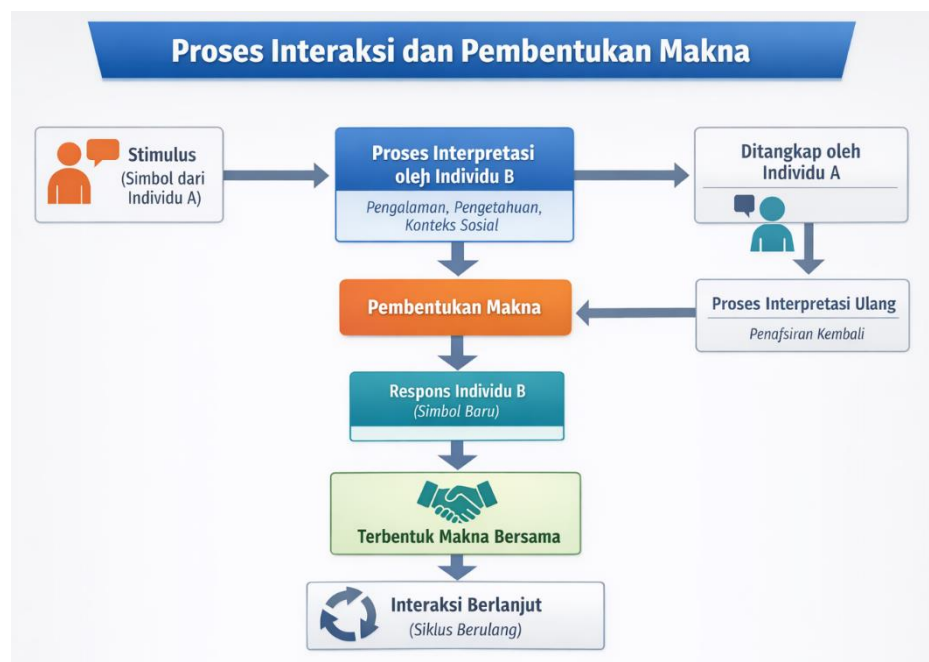 Proses Interaksi dan Pembentukan Makna
Stimulus
(Simbol dari
Individu A)
Proses Interpretasi
oleh Individu B
Pengalaman, Pengetahuan,
Konteks Sosial
Ditangkap oleh
Individu A
Pembentukan Makna
Proses Interpretasi Ulang
Penafsiran Kembali
Respons Individu B
(Simbol Baru)
Terbentuk Makna Bersama
Interaksi Berlanjut
(Siklus Berulang)